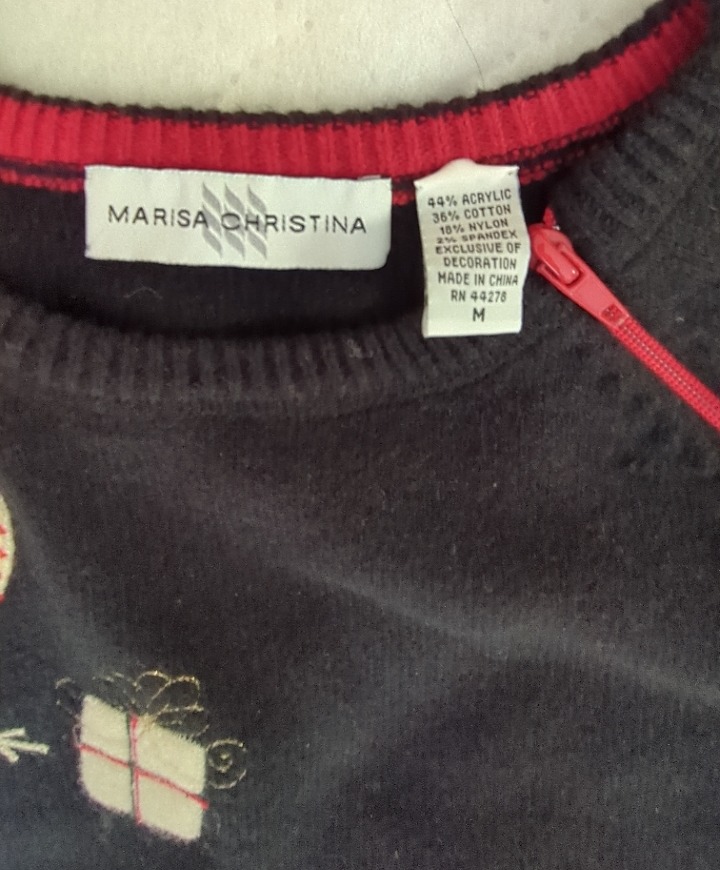 MARISA CHRISTINA
44% ACRYLIC
36% COTTON
18% NYLON
2% SPANDEX
EXCLUSIVE OF
DECORATION
MADE IN CHINA
RN 44278
M